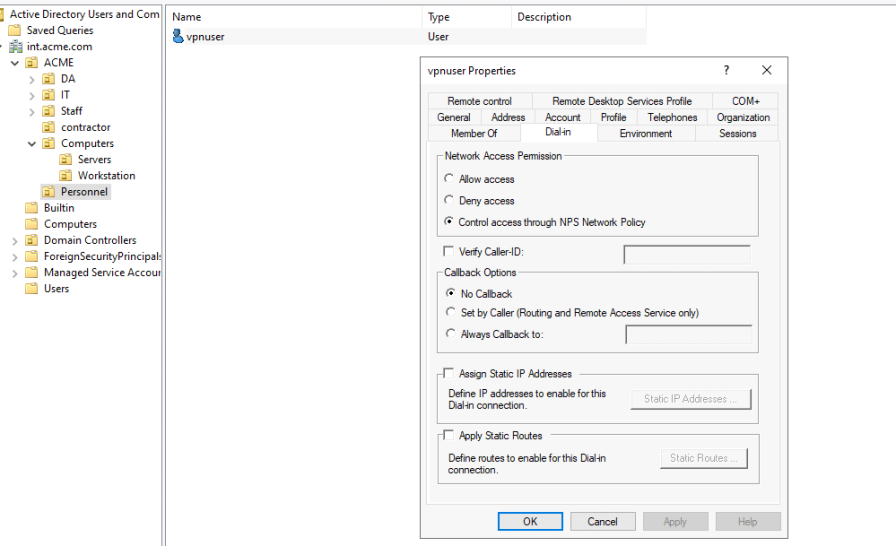 Active Directory Users and Com
Saved Queries
int.acme.com
ACME
DA
IT
Staff
contractor
Computers
Servers
Workstation
Personnel
Builtin
Computers
Domain Controllers
ForeignSecurityPrincipals
Managed Service Accour
Users
Name Type Description
vpnuser User
vpnuser Properties ?
Remote control Remote Desktop Services Profile COM+
General Address Account Profile Telephones Organization
Member Of Dial-in Environment Sessions
Network Access Permission
Allow access
Deny access
Control access through NPS Network Policy
Verify Caller-ID:
Callback Options
No Callback
Set by Caller (Routing and Remote Access Service only)
Always Callback to:
Assign Static IP Addresses
Define IP addresses to enable for this Static IP Addresses ...
Dial-in connection.
Apply Static Routes
Define routes to enable for this Dial-in Static Routes ...
connection.
OK Cancel Apply Help